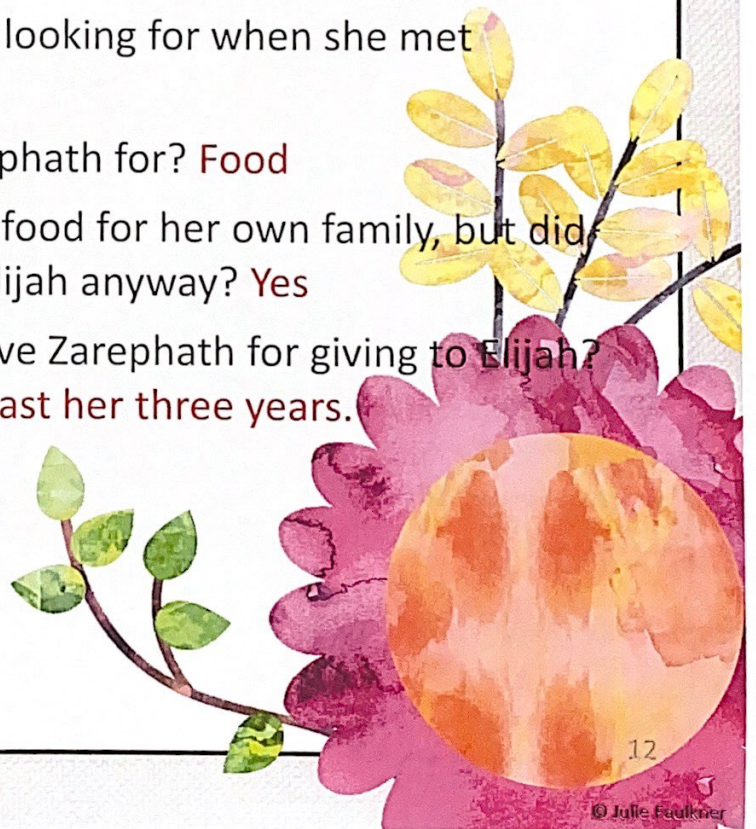 looking for when she met
phath for? Food
food for her own family, but did
ijah anyway? Yes
ve Zarephath for giving to Elijah?
ast her three years.
12
© Julie Faulkner